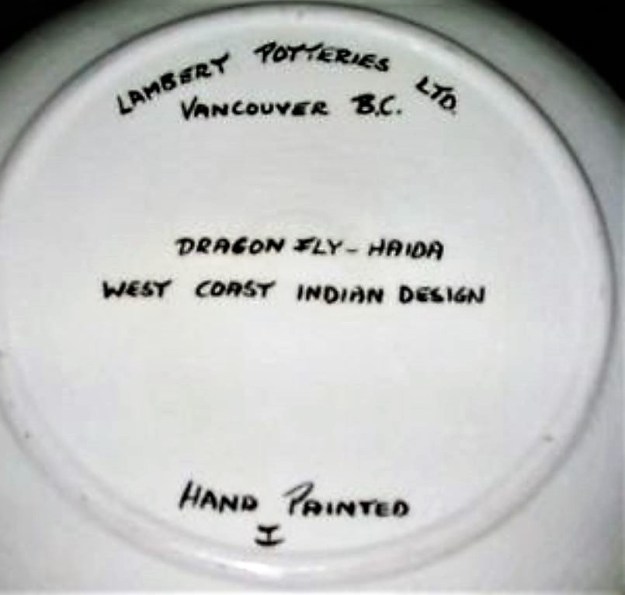 LAMBERT POTTERIES LTD.
VANCOUVER B.C.
DRAGON FLY - HAIDA
WEST COAST INDIAN DESIGN
HAND PAINTED
I